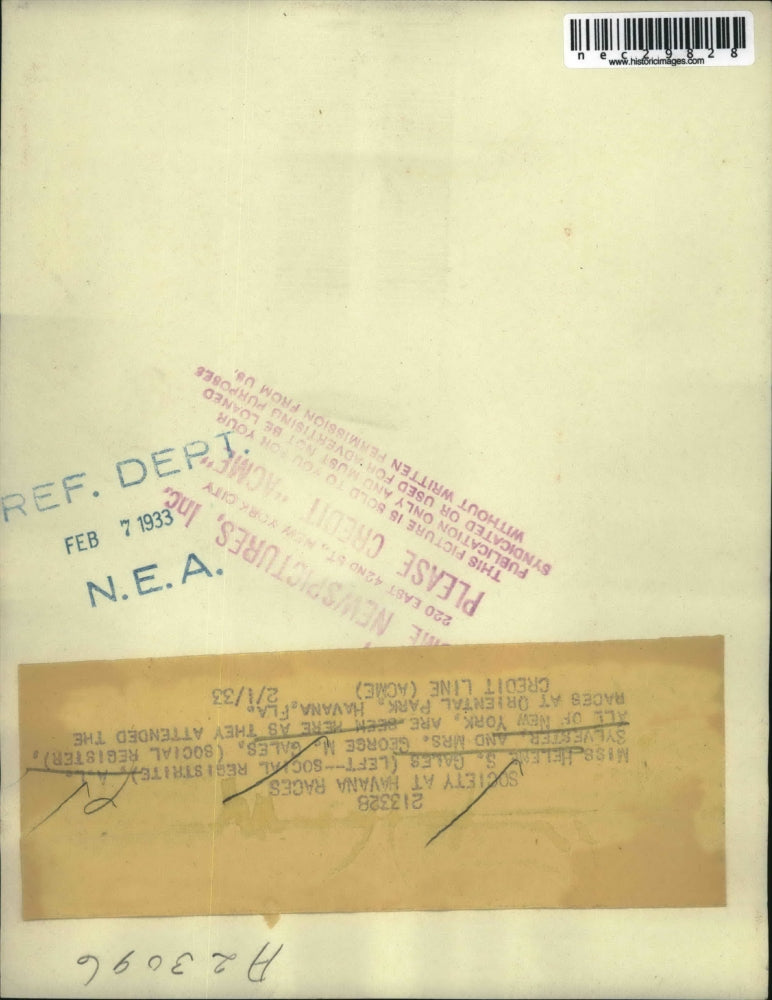 nec29828
www.historicimages.com
REF. DEPT.
FEB 7 1933
N.E.A.
ME NEWSPICTURES, Inc.
220 EAST 42ND ST., NEW YORK CITY
PLEASE CREDIT "ACME"
THIS PICTURE IS SOLD TO YOU FOR YOUR
PUBLICATION ONLY AND MUST NOT BE LOANED
SYNDICATED OR USED FOR ADVERTISING PURPOSES
WITHOUT WRITTEN PERMISSION FROM US.
213328
SOCIETY AT HAVANA RACES
MISS HELENE S. GALES (LEFT---SOCIAL REGISTRITE), A.L.
SYLVESTER, AND MRS. GEORGE M. GALES, (SOCIAL REGISTER),
ALL OF NEW YORK, ARE SEEN HERE AS THEY ATTENDED THE
RACES AT ORIENTAL PARK, HAVANA, FLA.
CREDIT LINE (ACME) 2/1/33
A23096